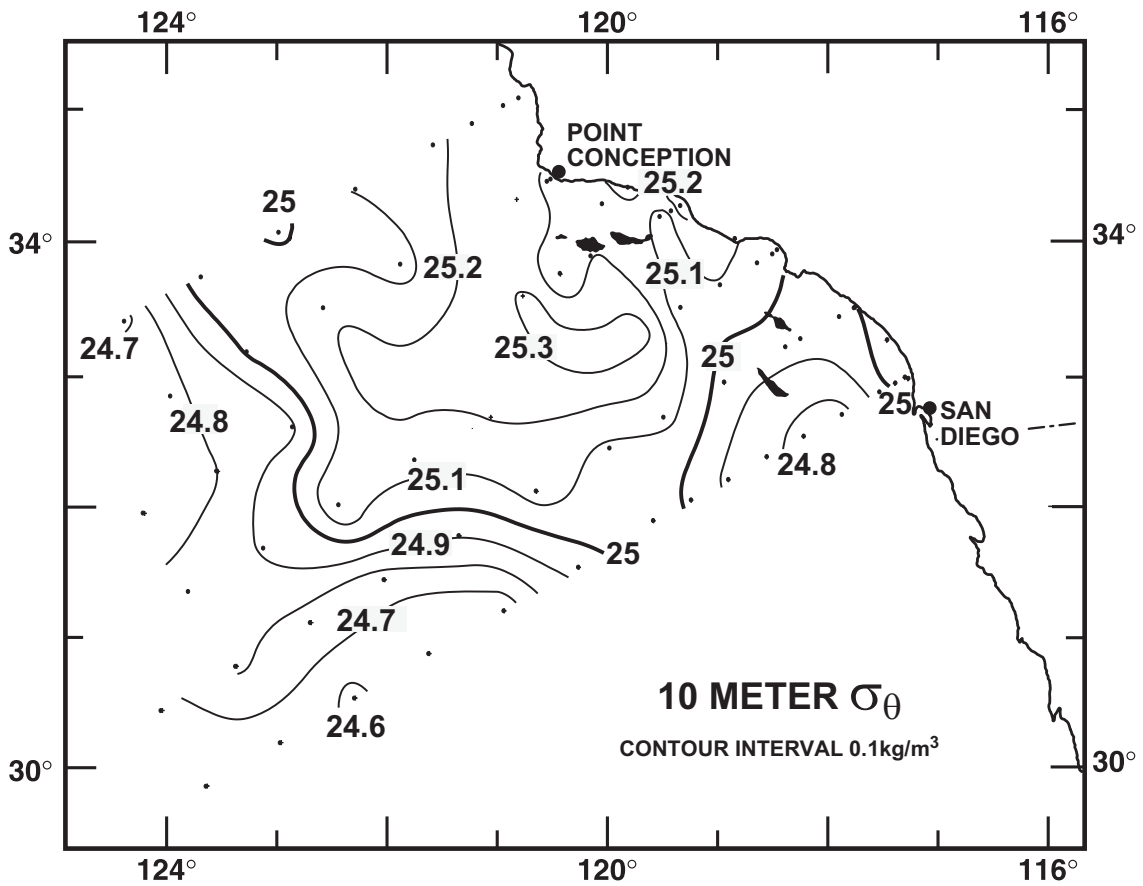 124° 120° 116°
POINT
CONCEPTION
25.2
25
34° 34°
25.2
25.1
24.7
25.3
25
24.8
25
SAN
DIEGO
24.8
25.1
24.9
25
24.7
24.6
10 METER σθ
CONTOUR INTERVAL 0.1kg/m³
30° 30°
124° 120° 116°